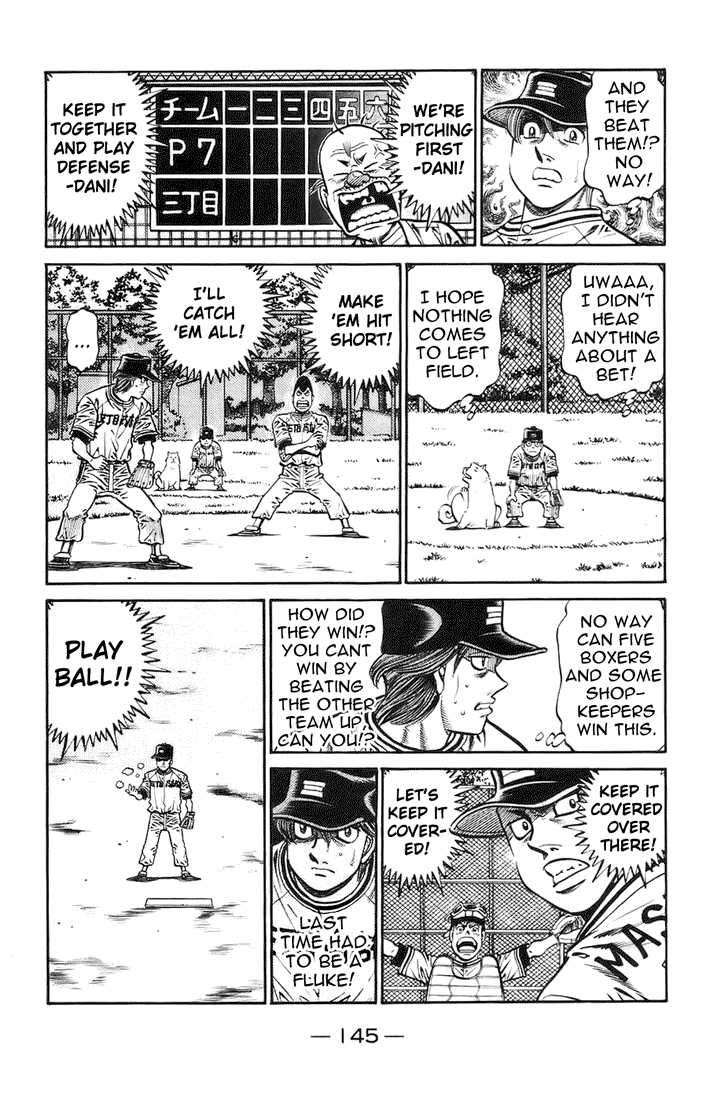 AND
THEY
BEAT
THEM!?
NO
WAY!
WE'RE
PITCHING
FIRST
-DANI!
チーム一二三四五六
P7
三丁目
KEEP IT
TOGETHER
AND PLAY
DEFENSE
-DANI!
UWAAA,
I DIDN'T
HEAR
ANYTHING
ABOUT A
BET!
I HOPE
NOTHING
COMES
TO LEFT
FIELD.
MAKE
'EM HIT
SHORT!
I'LL
CATCH
'EM ALL!
...
NO WAY
CAN FIVE
BOXERS
AND SOME
SHOP-
KEEPERS
WIN THIS.
HOW DID
THEY WIN!?
YOU CANT
WIN BY
BEATING
THE OTHER
TEAM UP,
CAN YOU!?
PLAY
BALL!!
KEEP IT
COVERED
OVER
THERE!
LET'S
KEEP IT
COVER-
ED!
MAS
LAST
TIME HAD
TO BE A
FLUKE!
— 145 —